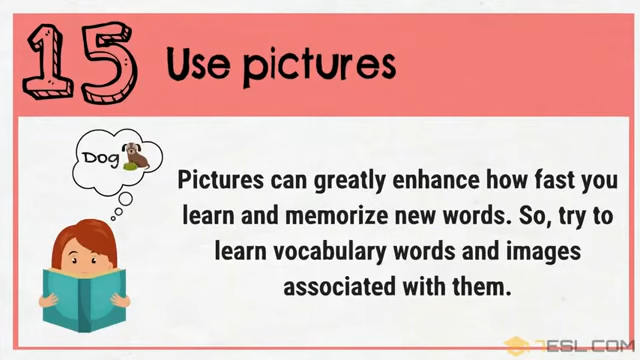 15 Use pictures
Dog
Pictures can greatly enhance how fast you
learn and memorize new words. So, try to
learn vocabulary words and images
associated with them.
7ESL.COM